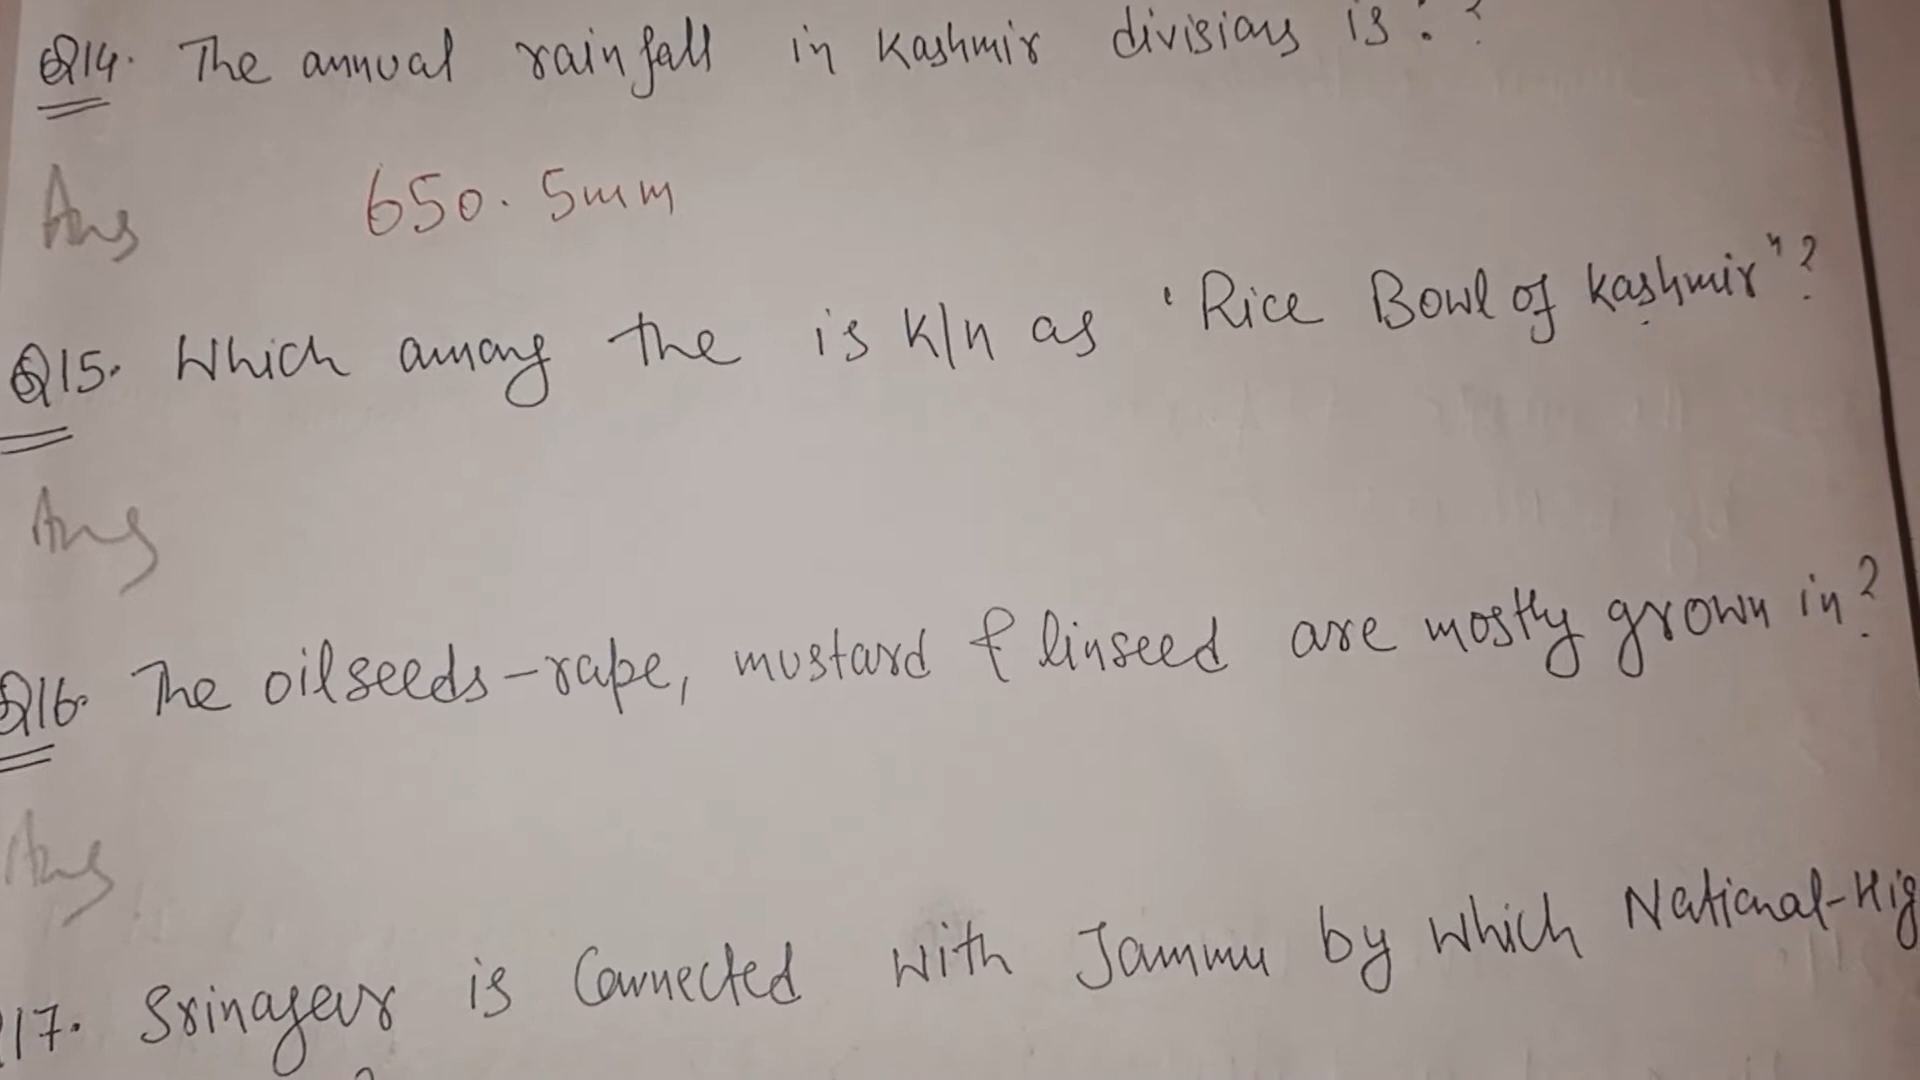 Q14. The annual rainfall in Kashmir divisions is:?
Ans 650.5mm
Q15. Which among the is k/n as 'Rice Bowl of Kashmir"?
Ans
Q16. The oilseeds-rape, mustard & linseed are mostly grown in?
Ans
17. Srinagar is Connected with Jammu by which National-Hig